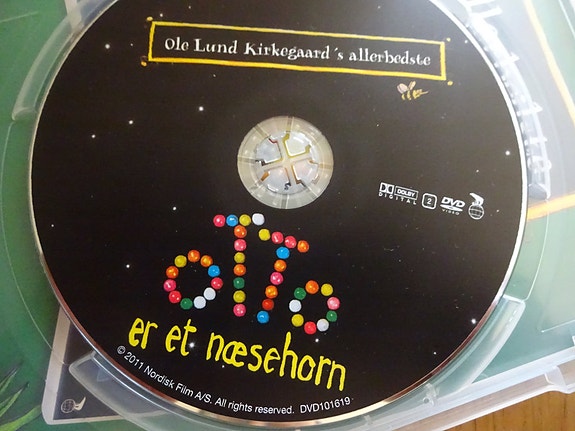 Ole Lund Kirkegaard´s allerbedste
DOLBY
DIGITAL
2
DVD
VIDEO
OTTO
er et næsehorn
© 2011 Nordisk Film A/S. All rights reserved. DVD101619